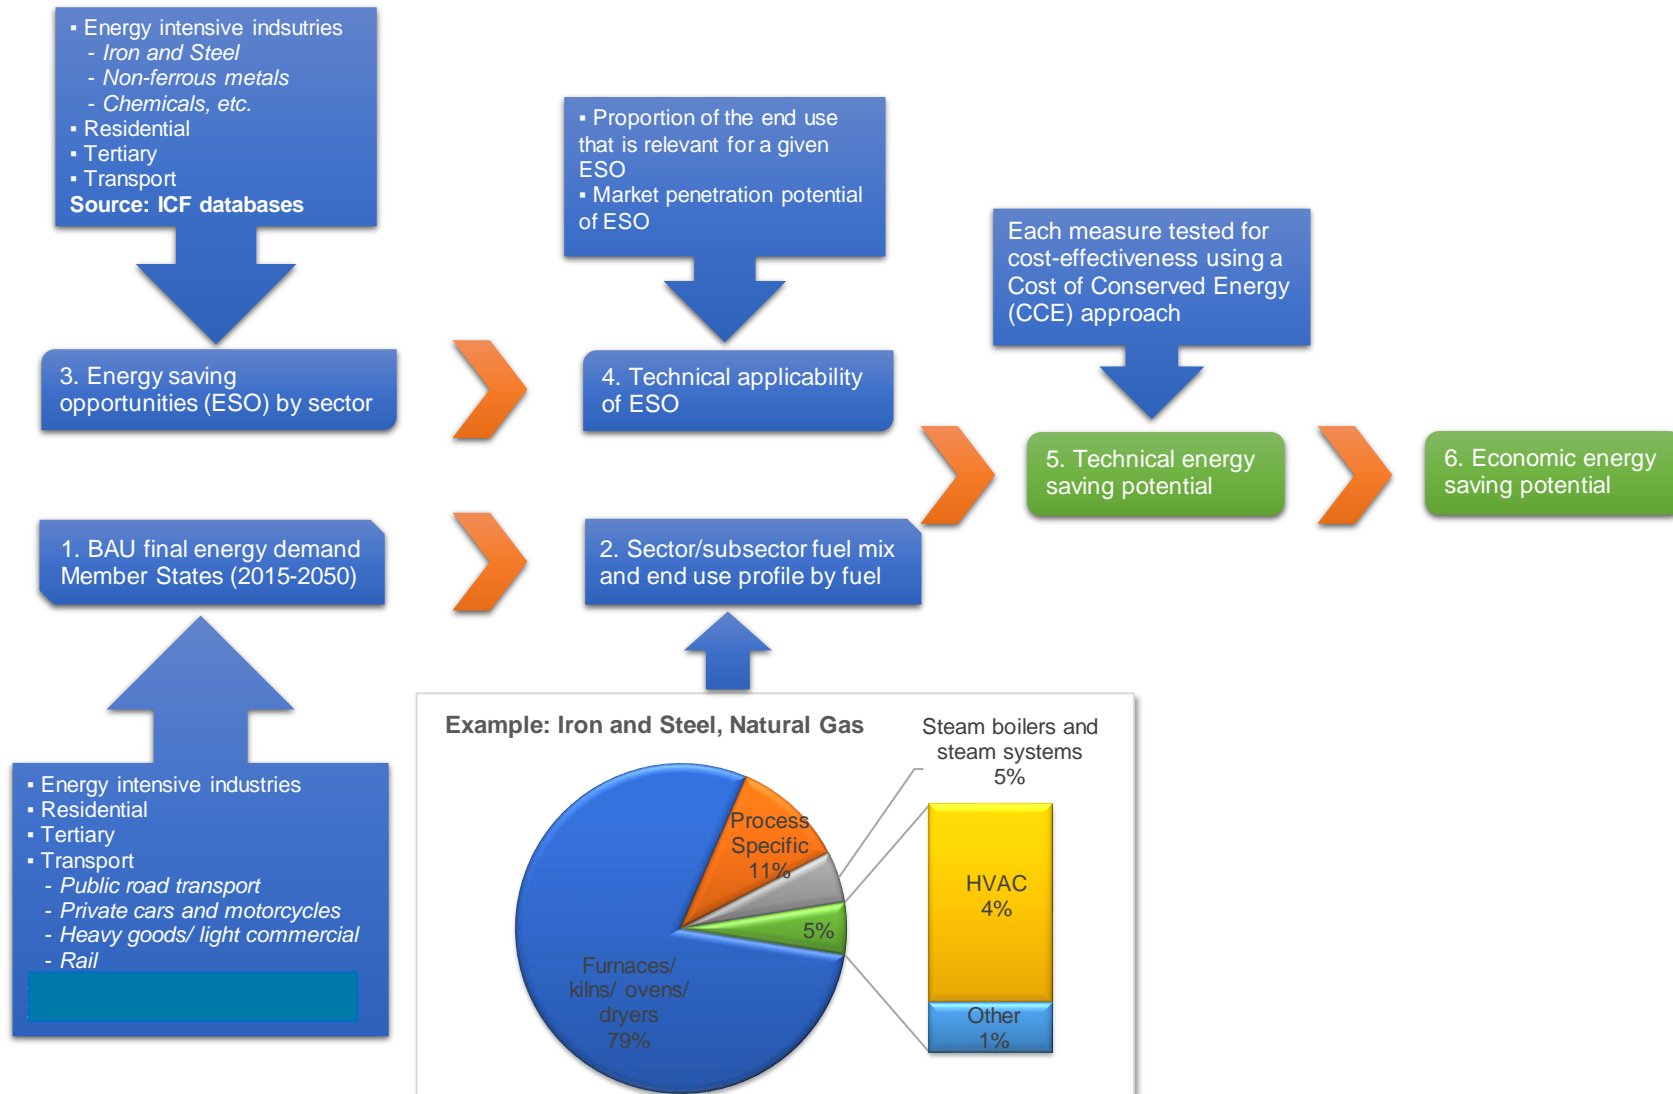 ▪ Energy intensive indsutries
- Iron and Steel
- Non-ferrous metals
- Chemicals, etc.
▪ Residential
▪ Tertiary
▪ Transport
Source: ICF databases
▪ Proportion of the end use
that is relevant for a given
ESO
▪ Market penetration potential
of ESO
Each measure tested for
cost-effectiveness using a
Cost of Conserved Energy
(CCE) approach
3. Energy saving
opportunities (ESO) by sector
4. Technical applicability
of ESO
5. Technical energy
saving potential
6. Economic energy
saving potential
1. BAU final energy demand
Member States (2015-2050)
2. Sector/subsector fuel mix
and end use profile by fuel
▪ Energy intensive industries
▪ Residential
▪ Tertiary
▪ Transport
- Public road transport
- Private cars and motorcycles
- Heavy goods/ light commercial
- Rail
Example: Iron and Steel, Natural Gas
Steam boilers and
steam systems
5%
Process
Specific
11%
5%
HVAC
4%
Other
1%
Furnaces/
kilns/ ovens/
dryers
79%